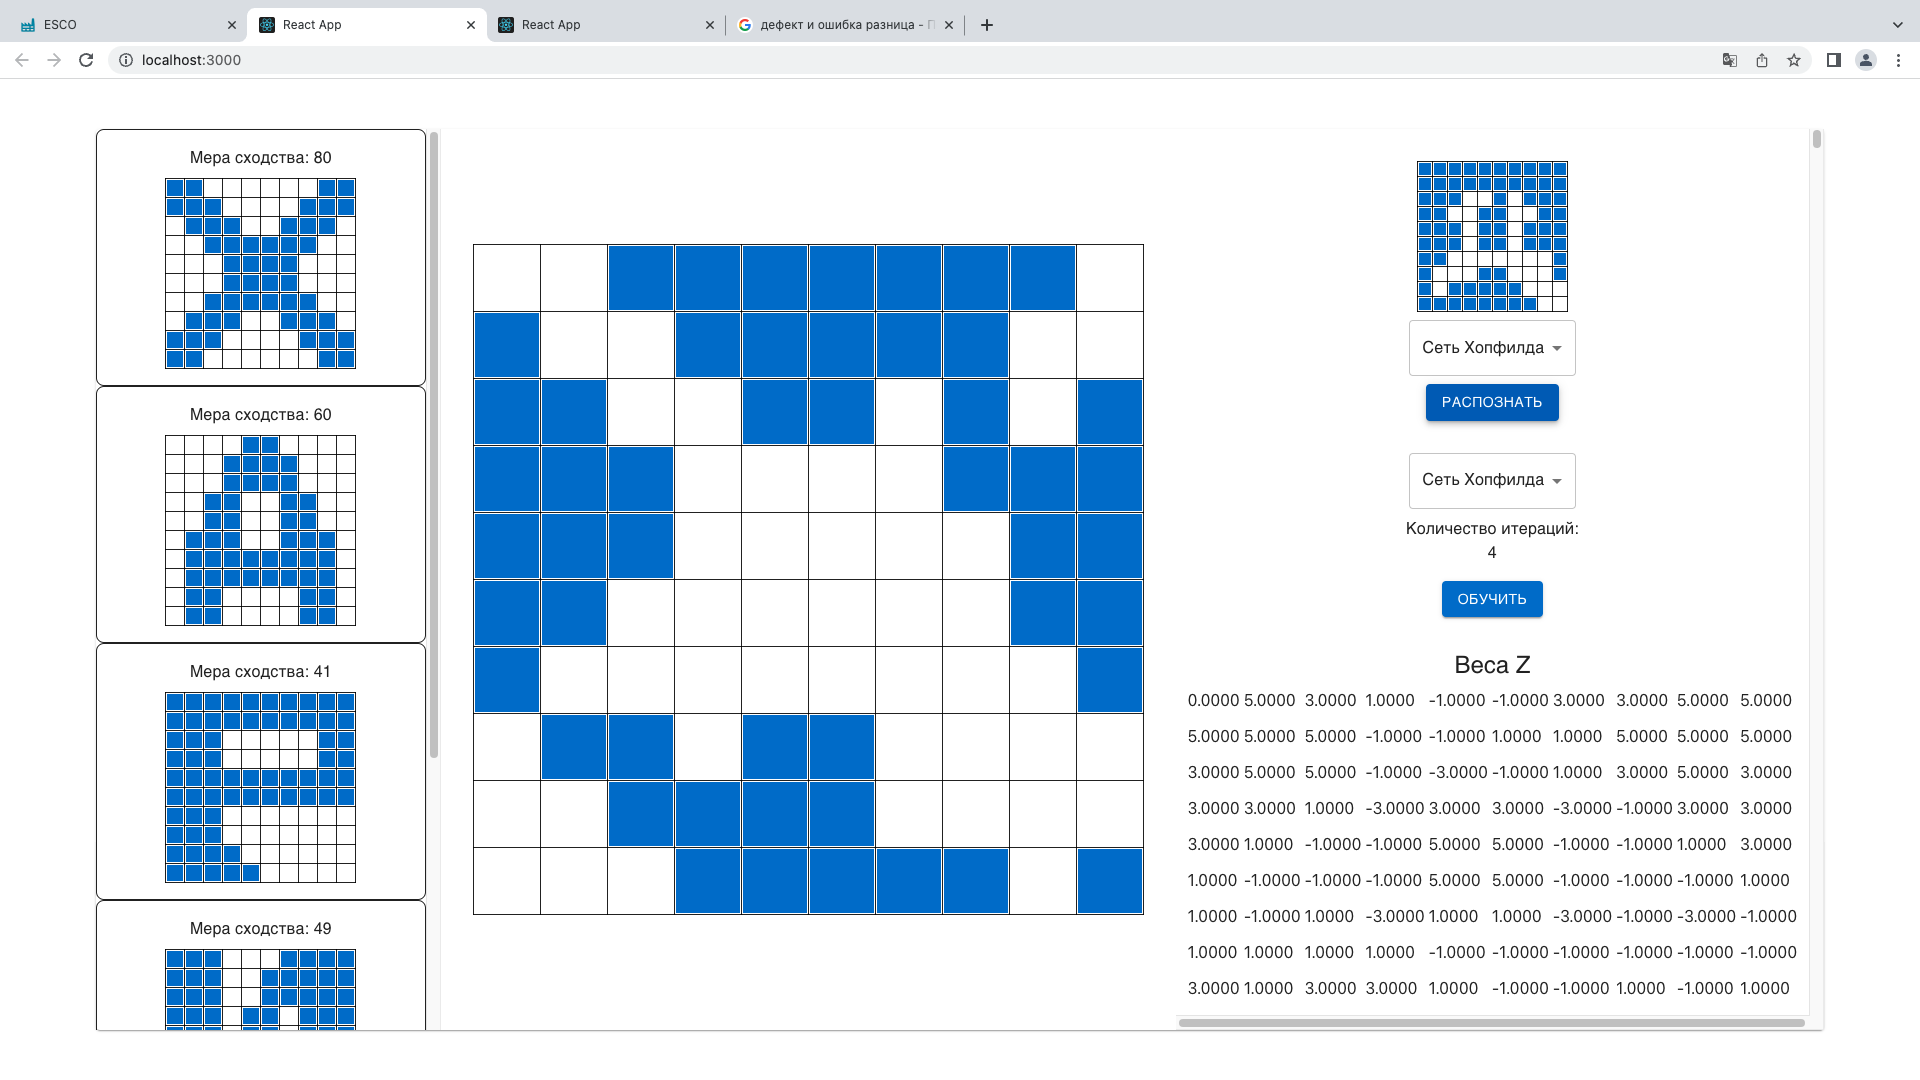 ESCO
React App
React App
дефект и ошибка разница -
localhost:3000
Мера сходства: 80
Мера сходства: 60
Мера сходства: 41
Мера сходства: 49
Сеть Хопфилда
РАСПОЗНАТЬ
Сеть Хопфилда
Количество итераций:
4
ОБУЧИТЬ
Веса Z
0.0000 5.0000 3.0000 1.0000 -1.0000 -1.0000 3.0000 3.0000 5.0000 5.0000
5.0000 5.0000 5.0000 -1.0000 -1.0000 1.0000 1.0000 5.0000 5.0000 5.0000
3.0000 5.0000 5.0000 -1.0000 -3.0000 -1.0000 1.0000 3.0000 5.0000 3.0000
3.0000 3.0000 1.0000 -3.0000 3.0000 3.0000 -3.0000 -1.0000 3.0000 3.0000
3.0000 1.0000 -1.0000 -1.0000 5.0000 5.0000 -1.0000 -1.0000 1.0000 3.0000
1.0000 -1.0000 -1.0000 -1.0000 5.0000 5.0000 -1.0000 -1.0000 -1.0000 1.0000
1.0000 -1.0000 1.0000 -3.0000 1.0000 1.0000 -3.0000 -1.0000 -3.0000 -1.0000
1.0000 1.0000 1.0000 1.0000 -1.0000 -1.0000 -1.0000 -1.0000 -1.0000 -1.0000
3.0000 1.0000 3.0000 3.0000 1.0000 -1.0000 -1.0000 1.0000 -1.0000 1.0000